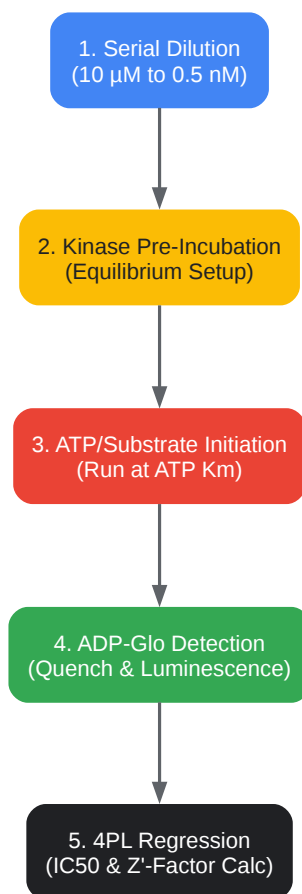 1. Serial Dilution
(10 µM to 0.5 nM)
2. Kinase Pre-Incubation
(Equilibrium Setup)
3. ATP/Substrate Initiation
(Run at ATP Km)
4. ADP-Glo Detection
(Quench & Luminescence)
5. 4PL Regression
(IC50 & Z'-Factor Calc)